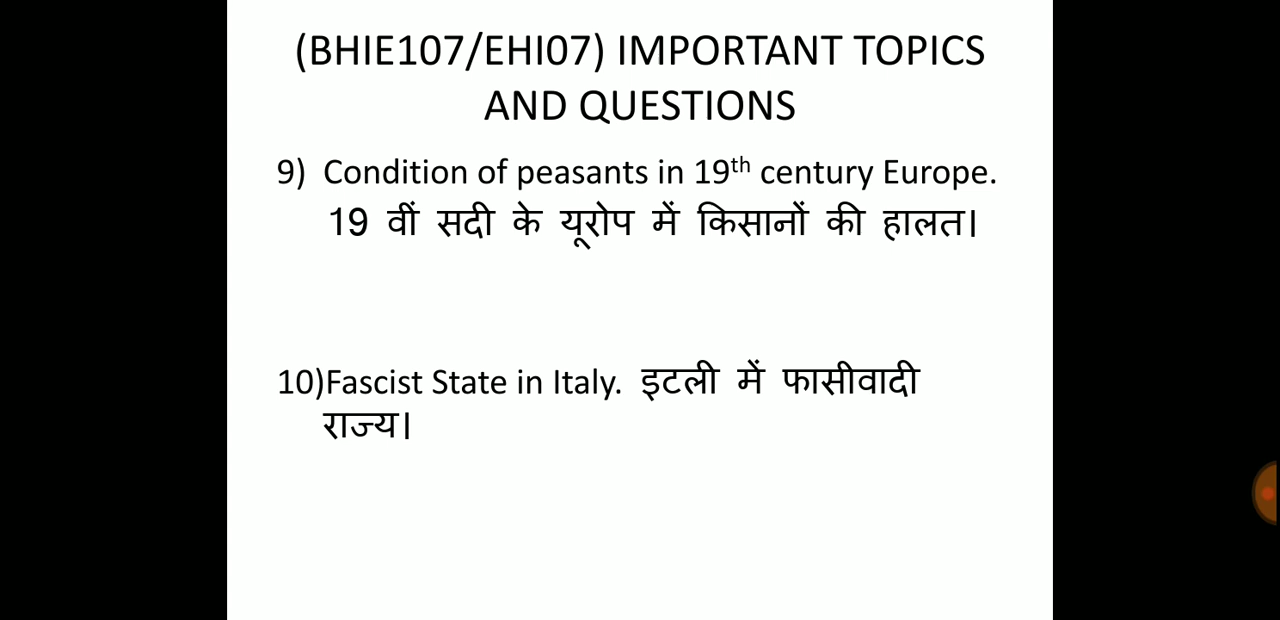 (BHIE107/EHI07) IMPORTANT TOPICS
AND QUESTIONS
9) Condition of peasants in 19th century Europe.
19 वीं सदी के यूरोप में किसानों की हालत।
10)Fascist State in Italy. इटली में फासीवादी
राज्य।